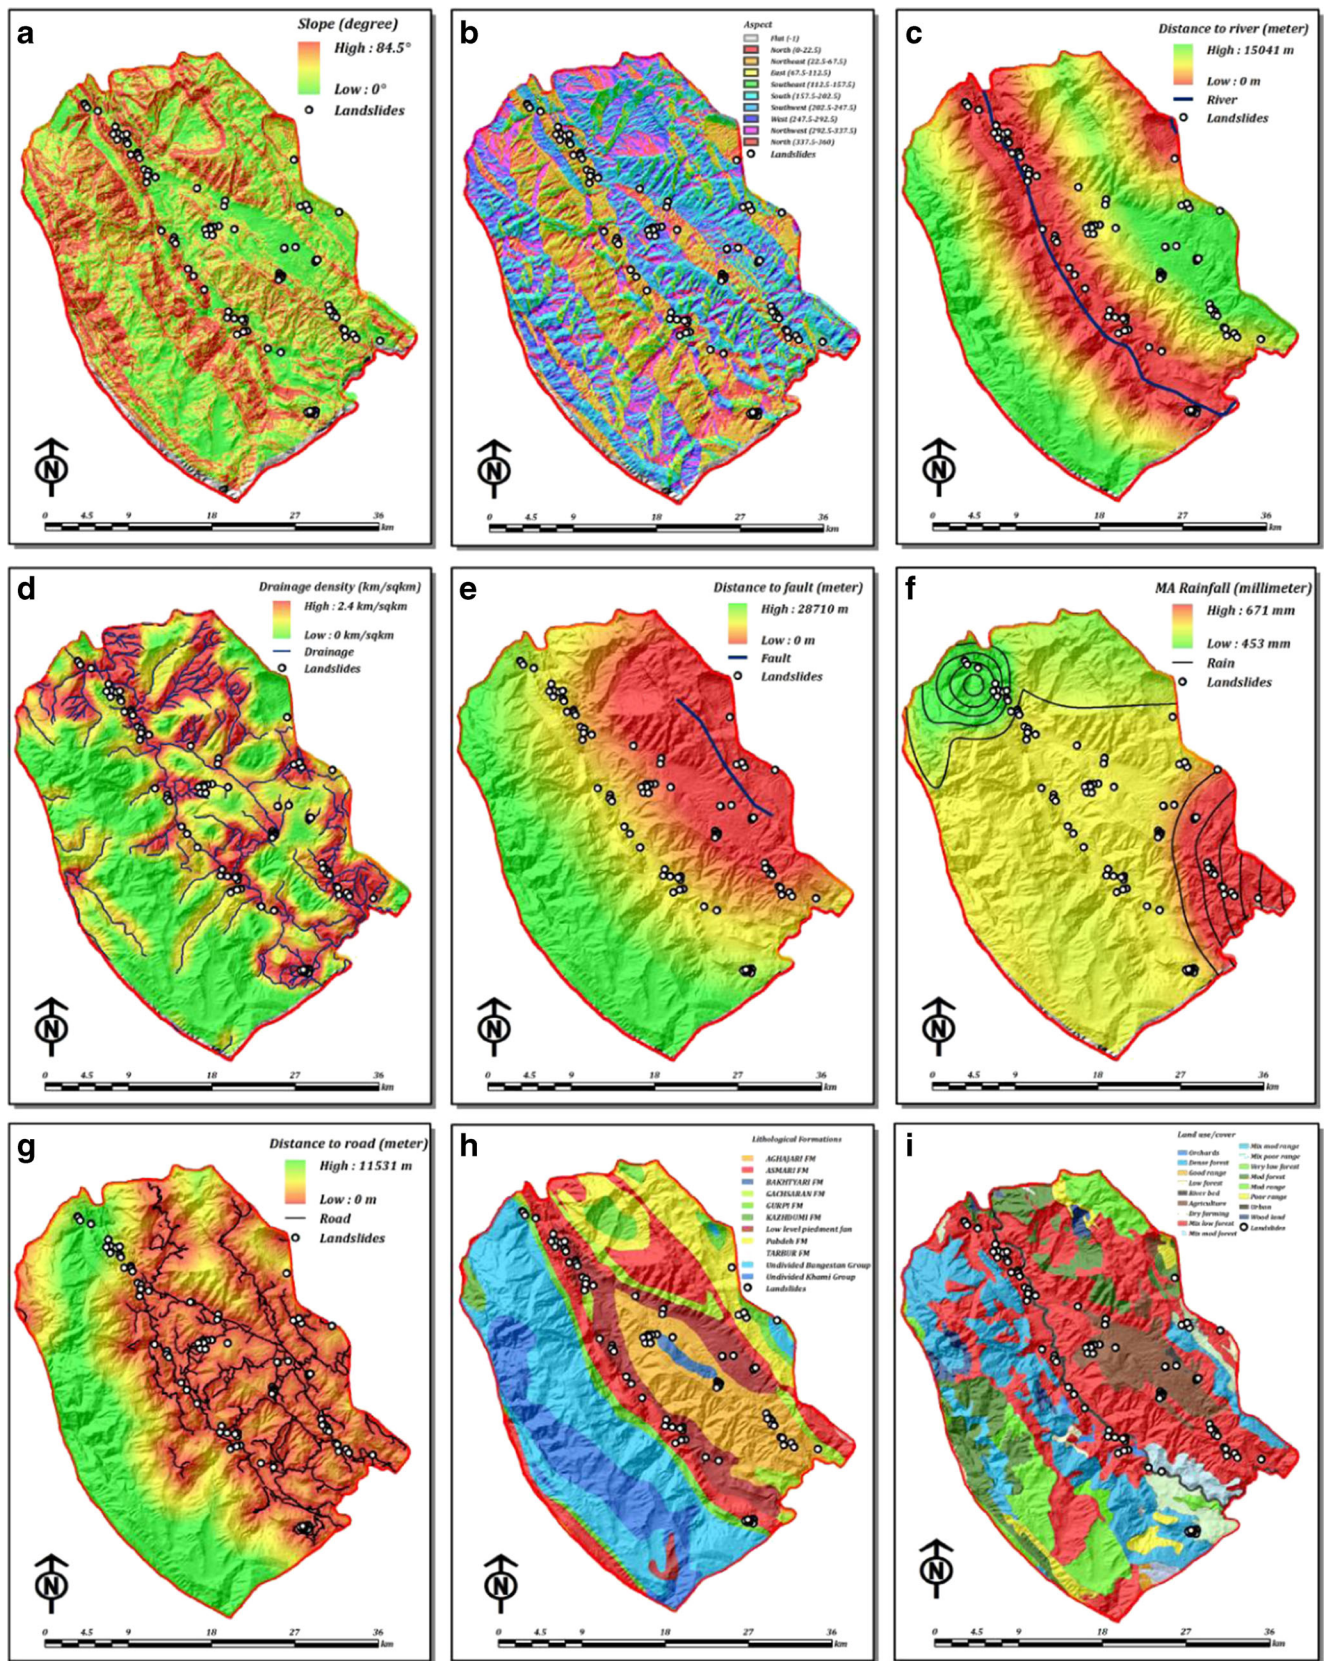 a
Slope (degree)
High : 84.5°
Low : 0°
Landslides
N
0 4.5 9 18 27 36
km
b
Aspect
Flat (-1)
North (0-22.5)
Northeast (22.5-67.5)
East (67.5-112.5)
Southeast (112.5-157.5)
South (157.5-202.5)
Southwest (202.5-247.5)
West (247.5-292.5)
Northwest (292.5-337.5)
North (337.5-360)
Landslides
N
0 4.5 9 18 27 36
km
c
Distance to river (meter)
High : 15041 m
Low : 0 m
River
Landslides
N
0 4.5 9 18 27 36
km
d
Drainage density (km/sqkm)
High : 2.4 km/sqkm
Low : 0 km/sqkm
Drainage
Landslides
N
0 4.5 9 18 27 36
km
e
Distance to fault (meter)
High : 28710 m
Low : 0 m
Fault
Landslides
N
0 4.5 9 18 27 36
km
f
MA Rainfall (millimeter)
High : 671 mm
Low : 453 mm
Rain
Landslides
N
0 4.5 9 18 27 36
km
g
Distance to road (meter)
High : 11531 m
Low : 0 m
Road
Landslides
N
0 4.5 9 18 27 36
km
h
Lithological Formations
AGHAJARI FM
ASMARI FM
BAKHTYARI FM
GACHSARAN FM
GURPI FM
KAZHDUMI FM
Low level piedment fan
Pabdeh FM
TARBUR FM
Undivided Bangestan Group
Undivided Khami Group
Landslides
N
0 4.5 9 18 27 36
km
i
Land use/cover
Orchards
Dense forest
Good range
Low forest
River bed
Agriculture
Dry farming
Mix low forest
Mix mod forest
Mix mod range
Mix poor range
Very low forest
Mod forest
Mod range
Poor range
Urban
Wood land
Landslides
N
0 4.5 9 18 27 36
km